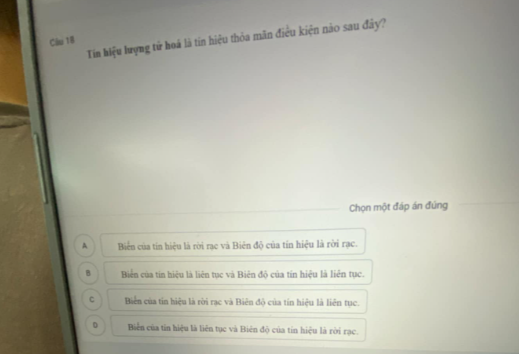 Câu 18
Tín hiệu lượng tử hoá là tín hiệu thỏa mãn điều kiện nào sau đây?
Chọn một đáp án đúng
A Biến của tín hiệu là rời rạc và Biên độ của tín hiệu là rời rạc.
B Biến của tín hiệu là liên tục và Biên độ của tín hiệu là liên tục.
C Biến của tín hiệu là rời rạc và Biên độ của tín hiệu là liên tục.
D Biến của tín hiệu là liên tục và Biên độ của tín hiệu là rời rạc.